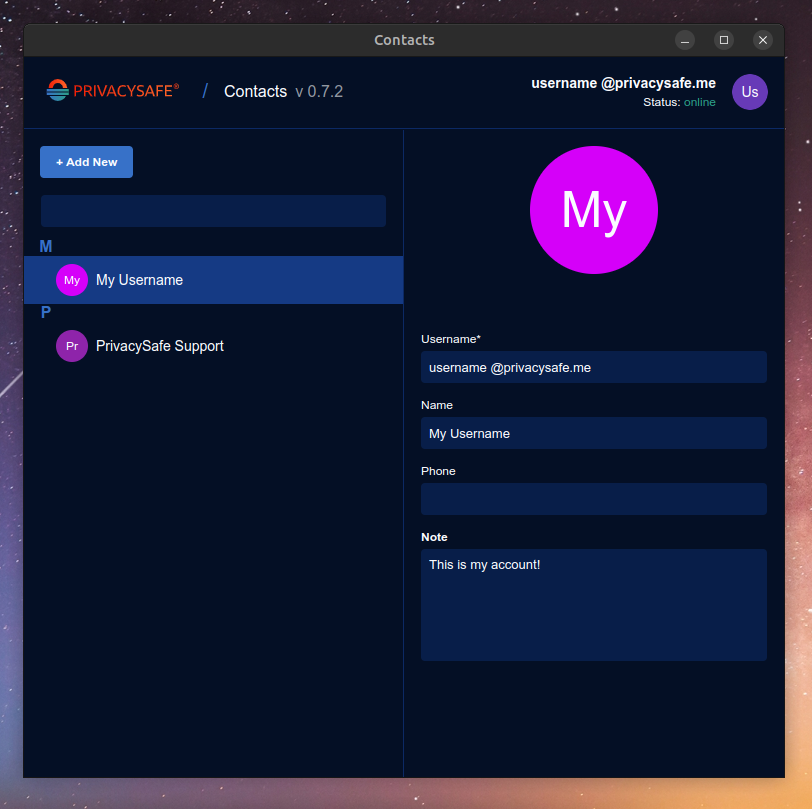 Contacts
PRIVACYSAFE® / Contacts v 0.7.2
username @privacysafe.me
Status: online
Us
+ Add New
M
My My Username
P
Pr PrivacySafe Support
My
Username*
username @privacysafe.me
Name
My Username
Phone
Note
This is my account!